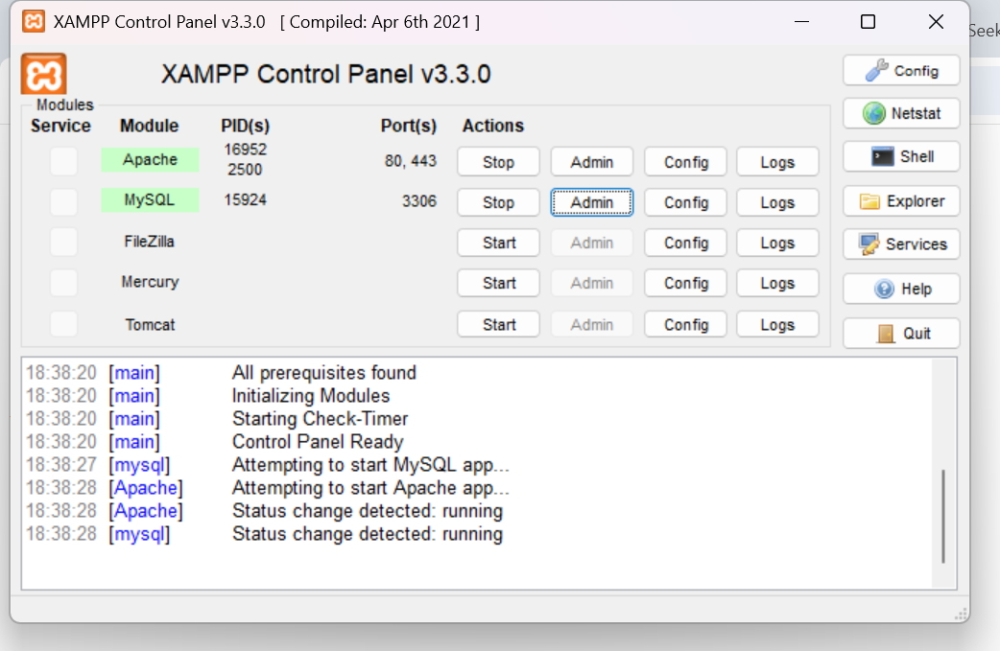 XAMPP Control Panel v3.3.0 [ Compiled: Apr 6th 2021 ]
Seek
XAMPP Control Panel v3.3.0
Config
Modules
Service Module PID(s) Port(s) Actions
Netstat
Apache 16952 2500 80, 443 Stop Admin Config Logs
Shell
MySQL 15924 3306 Stop Admin Config Logs
Explorer
FileZilla Start Admin Config Logs
Services
Mercury Start Admin Config Logs
Help
Tomcat Start Admin Config Logs
Quit
18:38:20 [main] All prerequisites found
18:38:20 [main] Initializing Modules
18:38:20 [main] Starting Check-Timer
18:38:20 [main] Control Panel Ready
18:38:27 [mysql] Attempting to start MySQL app...
18:38:28 [Apache] Attempting to start Apache app...
18:38:28 [Apache] Status change detected: running
18:38:28 [mysql] Status change detected: running